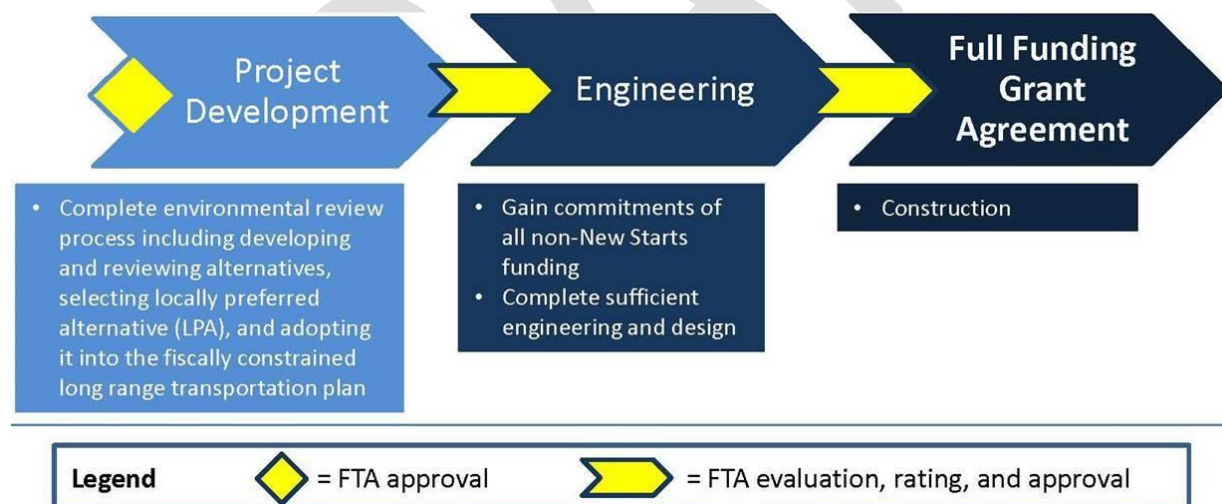 Project
Development
Engineering
Full Funding
Grant
Agreement
• Complete environmental review
process including developing
and reviewing alternatives,
selecting locally preferred
alternative (LPA), and adopting
it into the fiscally constrained
long range transportation plan
• Gain commitments of
all non-New Starts
funding
• Complete sufficient
engineering and design
• Construction
Legend = FTA approval = FTA evaluation, rating, and approval